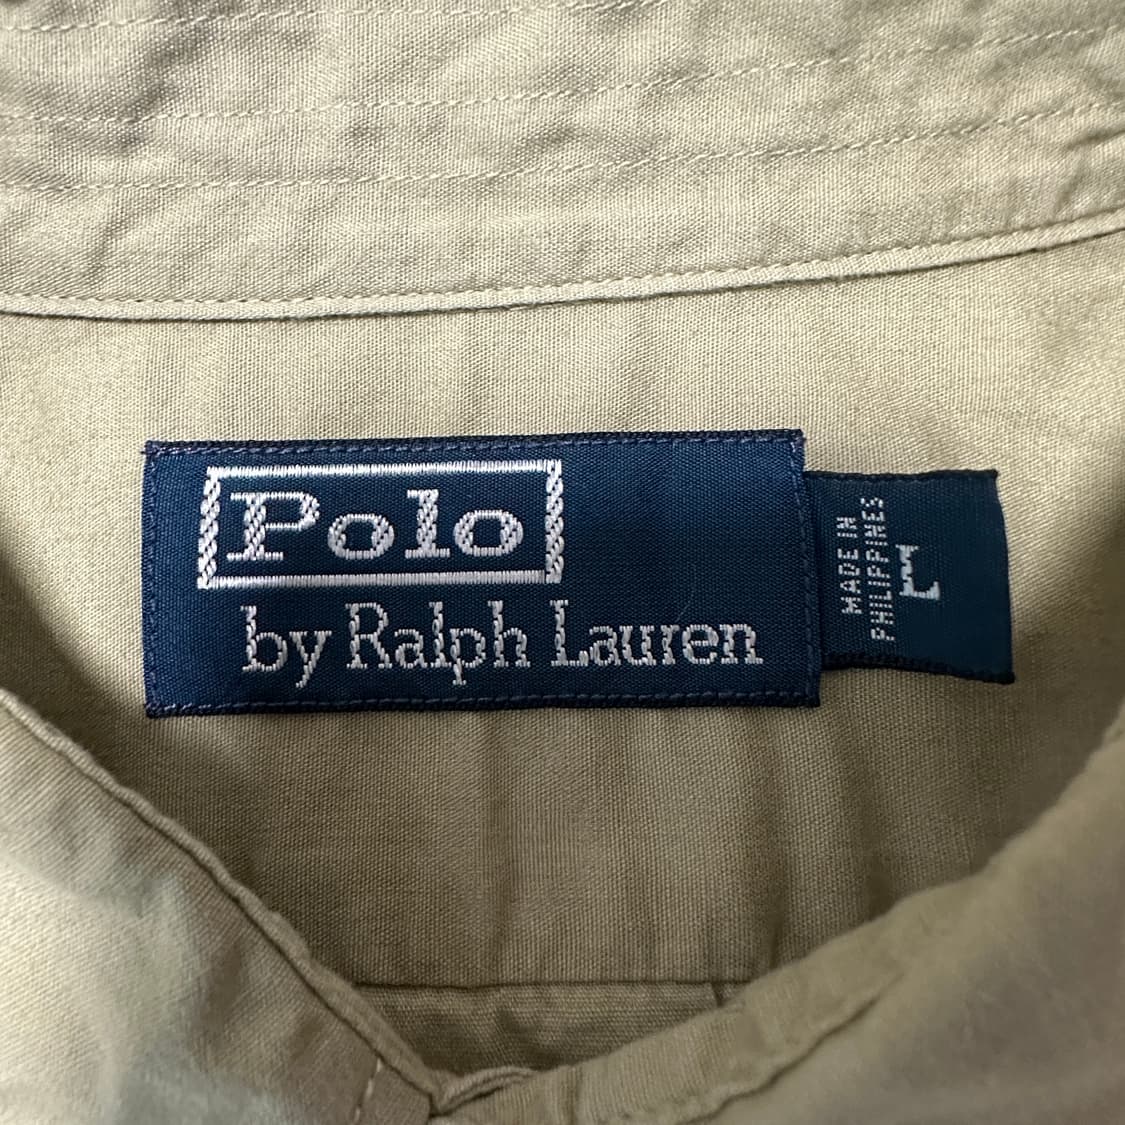 Polo
by Ralph Lauren
MADE IN
PHILIPPINES
L